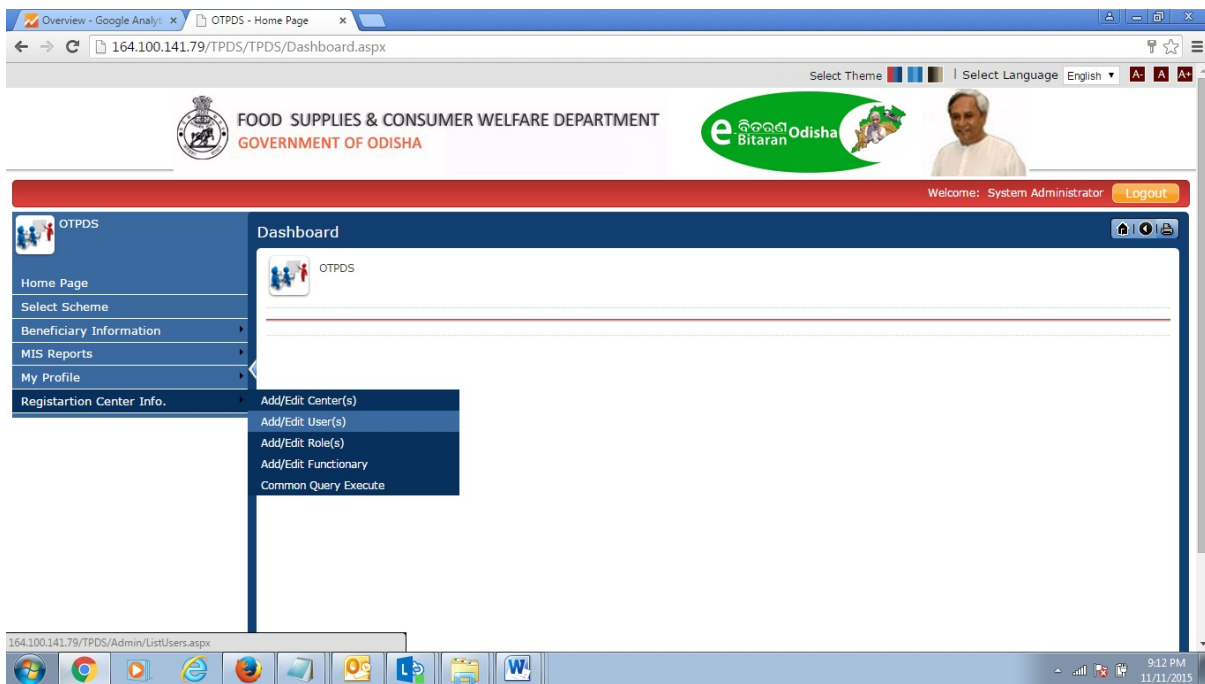 Overview - Google Analyt
OTPDS - Home Page
164.100.141.79/TPDS/TPDS/Dashboard.aspx
Select Theme | Select Language English A- A A+
FOOD SUPPLIES & CONSUMER WELFARE DEPARTMENT
GOVERNMENT OF ODISHA
e-ବିତରଣ
Bitaran Odisha
Welcome: System Administrator Logout
OTPDS
Home Page
Select Scheme
Beneficiary Information
MIS Reports
My Profile
Registartion Center Info.
Dashboard
OTPDS
Add/Edit Center(s)
Add/Edit User(s)
Add/Edit Role(s)
Add/Edit Functionary
Common Query Execute
164.100.141.79/TPDS/Admin/ListUsers.aspx
9:12 PM
11/11/2015